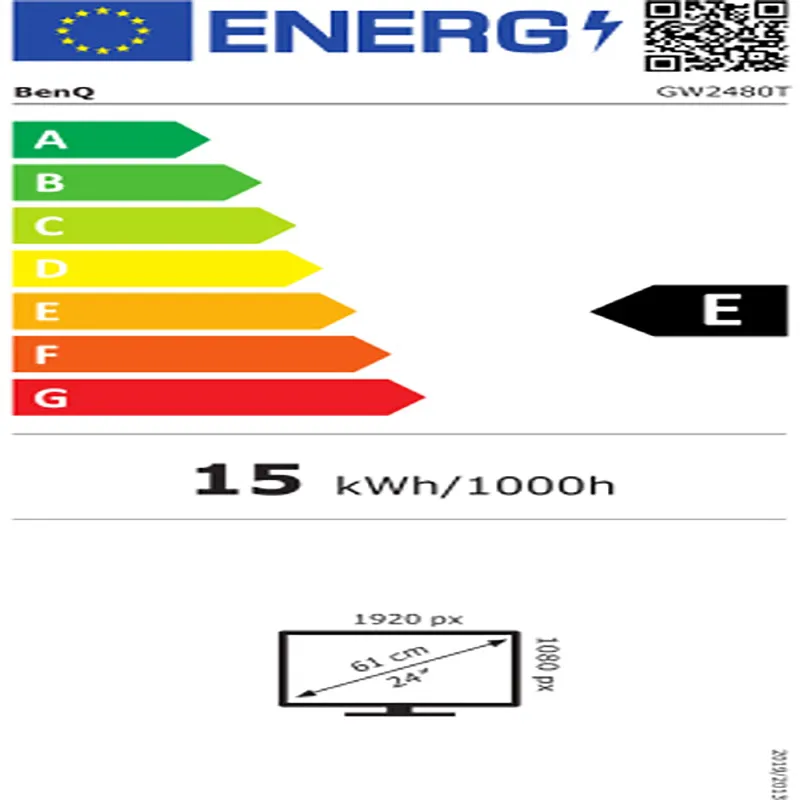 ENERG
BenQ
GW2480T
A
B
C
D
E
E
F
G
15 kWh/1000h
1920 px
61 cm
24"
1080 px
2019/2013